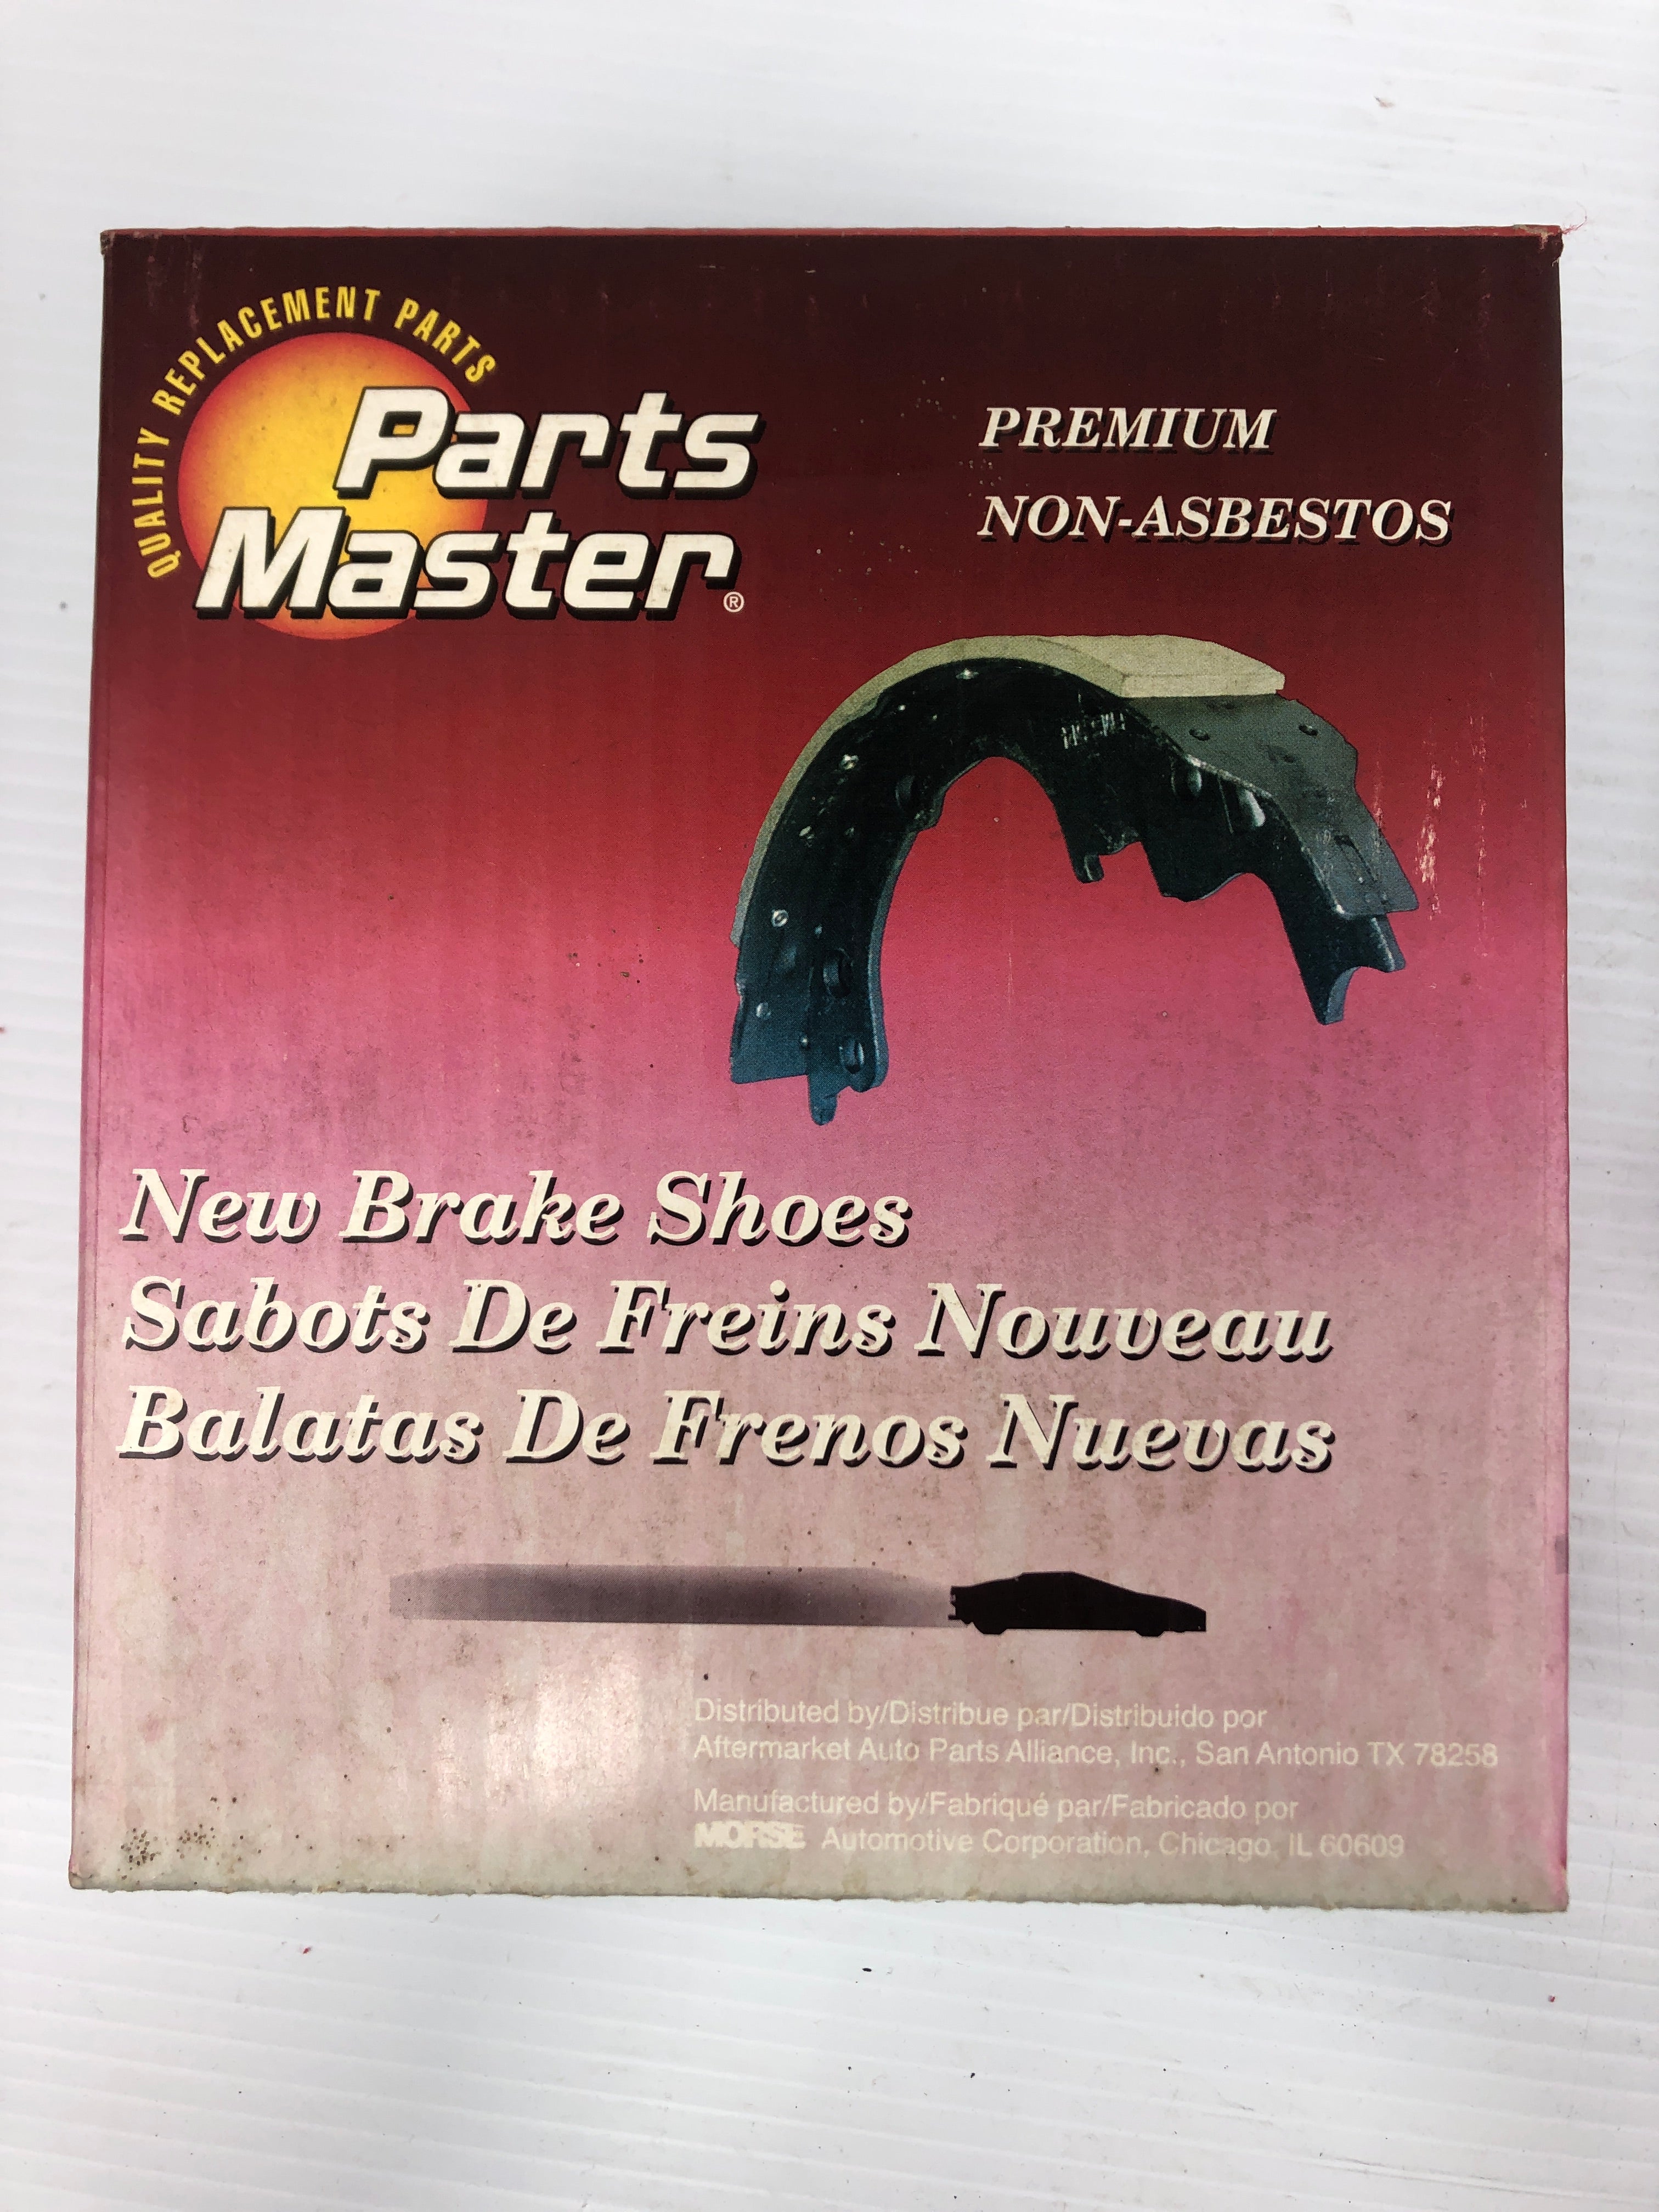 QUALITY REPLACEMENT PARTS
Parts
Master®
PREMIUM
NON-ASBESTOS
New Brake Shoes
Sabots De Freins Nouveau
Balatas De Frenos Nuevas
Distributed by/Distribue par/Distribuido por
Aftermarket Auto Parts Alliance, Inc., San Antonio TX 78258
Manufactured by/Fabriqué par/Fabricado por
MORSE Automotive Corporation, Chicago, IL 60609